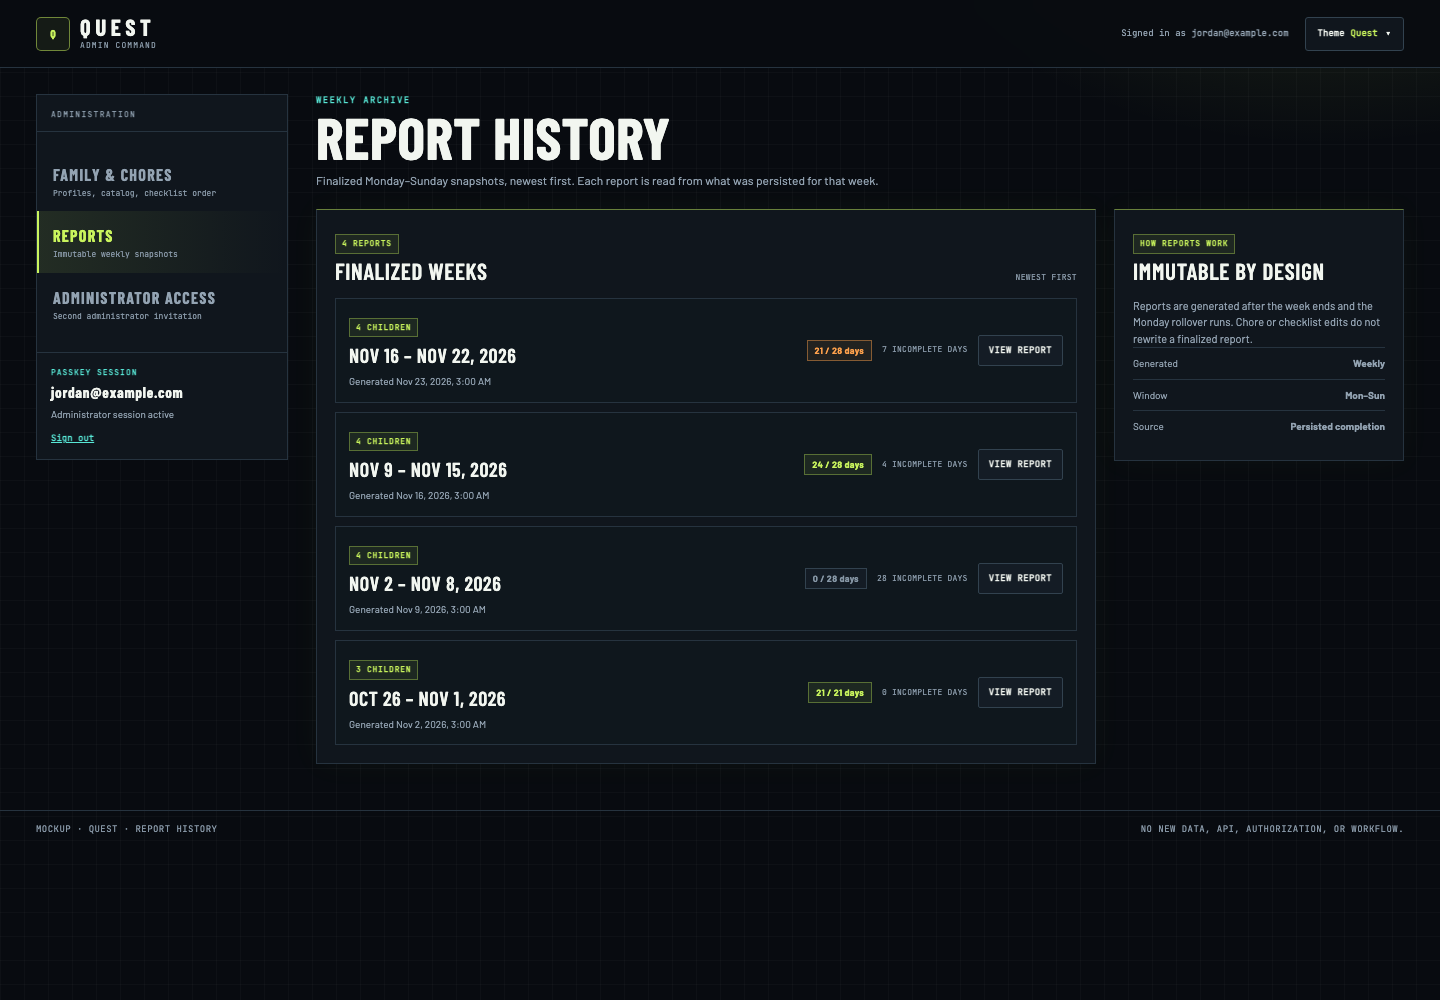 QUEST
ADMIN COMMAND
Signed in as jordan@example.com
Theme Quest ▾
ADMINISTRATION
FAMILY & CHORES
Profiles, catalog, checklist order
REPORTS
Immutable weekly snapshots
ADMINISTRATOR ACCESS
Second administrator invitation
PASSKEY SESSION
jordan@example.com
Administrator session active
Sign out
WEEKLY ARCHIVE
REPORT HISTORY
Finalized Monday–Sunday snapshots, newest first. Each report is read from what was persisted for that week.
4 REPORTS
FINALIZED WEEKS
NEWEST FIRST
4 CHILDREN
NOV 16 – NOV 22, 2026
Generated Nov 23, 2026, 3:00 AM
21 / 28 days
7 INCOMPLETE DAYS
VIEW REPORT
4 CHILDREN
NOV 9 – NOV 15, 2026
Generated Nov 16, 2026, 3:00 AM
24 / 28 days
4 INCOMPLETE DAYS
VIEW REPORT
4 CHILDREN
NOV 2 – NOV 8, 2026
Generated Nov 9, 2026, 3:00 AM
0 / 28 days
28 INCOMPLETE DAYS
VIEW REPORT
3 CHILDREN
OCT 26 – NOV 1, 2026
Generated Nov 2, 2026, 3:00 AM
21 / 21 days
0 INCOMPLETE DAYS
VIEW REPORT
HOW REPORTS WORK
IMMUTABLE BY DESIGN
Reports are generated after the week ends and the
Monday rollover runs. Chore or checklist edits do not
rewrite a finalized report.
Generated Weekly
Window Mon–Sun
Source Persisted completion
MOCKUP · QUEST · REPORT HISTORY
NO NEW DATA, API, AUTHORIZATION, OR WORKFLOW.